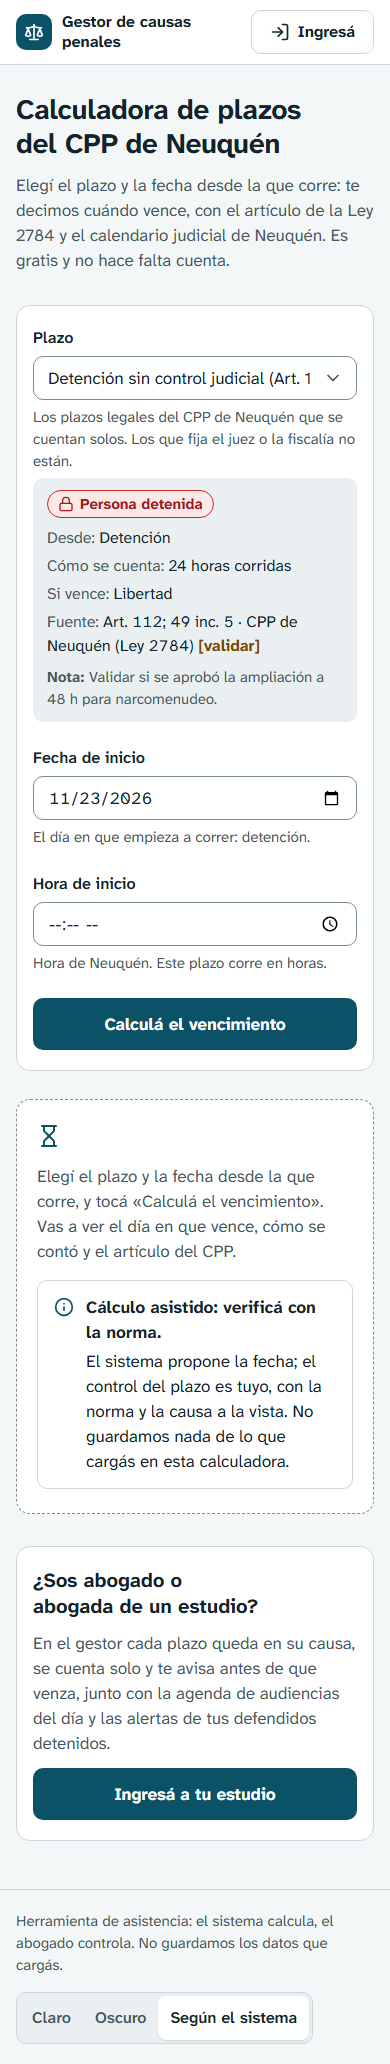 Gestor de causas
penales
Ingresá
Calculadora de plazos
del CPP de Neuquén
Elegí el plazo y la fecha desde la que corre: te
decimos cuándo vence, con el artículo de la Ley
2784 y el calendario judicial de Neuquén. Es
gratis y no hace falta cuenta.
Plazo
Detención sin control judicial (Art. 1
Los plazos legales del CPP de Neuquén que se
cuentan solos. Los que fija el juez o la fiscalía no
están.
Persona detenida
Desde: Detención
Cómo se cuenta: 24 horas corridas
Si vence: Libertad
Fuente: Art. 112; 49 inc. 5 · CPP de
Neuquén (Ley 2784) [validar]
Nota: Validar si se aprobó la ampliación a
48 h para narcomenudeo.
Fecha de inicio
11/23/2026
El día en que empieza a correr: detención.
Hora de inicio
--:-- --
Hora de Neuquén. Este plazo corre en horas.
Calculá el vencimiento
Elegí el plazo y la fecha desde la que
corre, y tocá «Calculá el vencimiento».
Vas a ver el día en que vence, cómo se
contó y el artículo del CPP.
Cálculo asistido: verificá con
la norma.
El sistema propone la fecha; el
control del plazo es tuyo, con la
norma y la causa a la vista. No
guardamos nada de lo que
cargás en esta calculadora.
¿Sos abogado o
abogada de un estudio?
En el gestor cada plazo queda en su causa,
se cuenta solo y te avisa antes de que
venza, junto con la agenda de audiencias
del día y las alertas de tus defendidos
detenidos.
Ingresá a tu estudio
Herramienta de asistencia: el sistema calcula, el
abogado controla. No guardamos los datos que
cargás.
Claro
Oscuro
Según el sistema